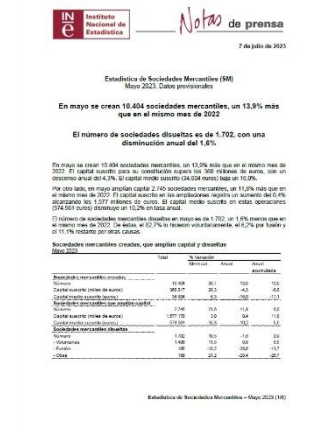 INE
Instituto
Nacional de
Estadística
Notas de prensa
7 de julio de 2023
Estadística de Sociedades Mercantiles (SM)
Mayo 2023. Datos provisionales
En mayo se crean 10.404 sociedades mercantiles, un 13,9% más
que en el mismo mes de 2022
El número de sociedades disueltas es de 1.702, con una
disminución anual del 1,6%
En mayo se crean 10.404 sociedades mercantiles, un 13,9% más que en el mismo mes de
2022. El capital suscrito para su constitución supera los 360 millones de euros, con un
descenso anual del 4,3%. El capital medio suscrito (34.608 euros) baja un
Por otro lado, en mayo amplían capital 2.745 sociedades mercantiles, un 11,8% más que en
el mismo mes de 2022. El capital suscrito en las ampliaciones registra un aumento del 0,4%
alcanzando los 1.577 millones de euros. El capital medio suscrito en estas operaciones
(574.561 euros) disminuye un 10,2% en tasa anual.
El número de sociedades mercantiles disueltas en mayo es de 1.702, un 1,6% menos que en
el mismo mes de 2022. De éstas, el 82,7% lo hicieron voluntariamente, el 6,2% por fusión y
el 11,1% restante por otras causas.
Sociedades mercantiles creadas, que amplían capital y disueltas
Mayo 2023
Total % Variación
Mensual Anual Anual
acumulada
Sociedades mercantiles creadas
Número 10.404 13,9
Capital suscrito (miles de euros)
Capital medio suscrito (euros)
Sociedades mercantiles que amplían capital
Número 2.745 11,8
Capital suscrito (miles de euros) 0,4
Capital medio suscrito (euros) 574.561
Sociedades mercantiles disueltas
Número 1.702
- Voluntarias
- Fusión
- Otras
Estadística de Sociedades Mercantiles – Mayo 2023 (1/8)